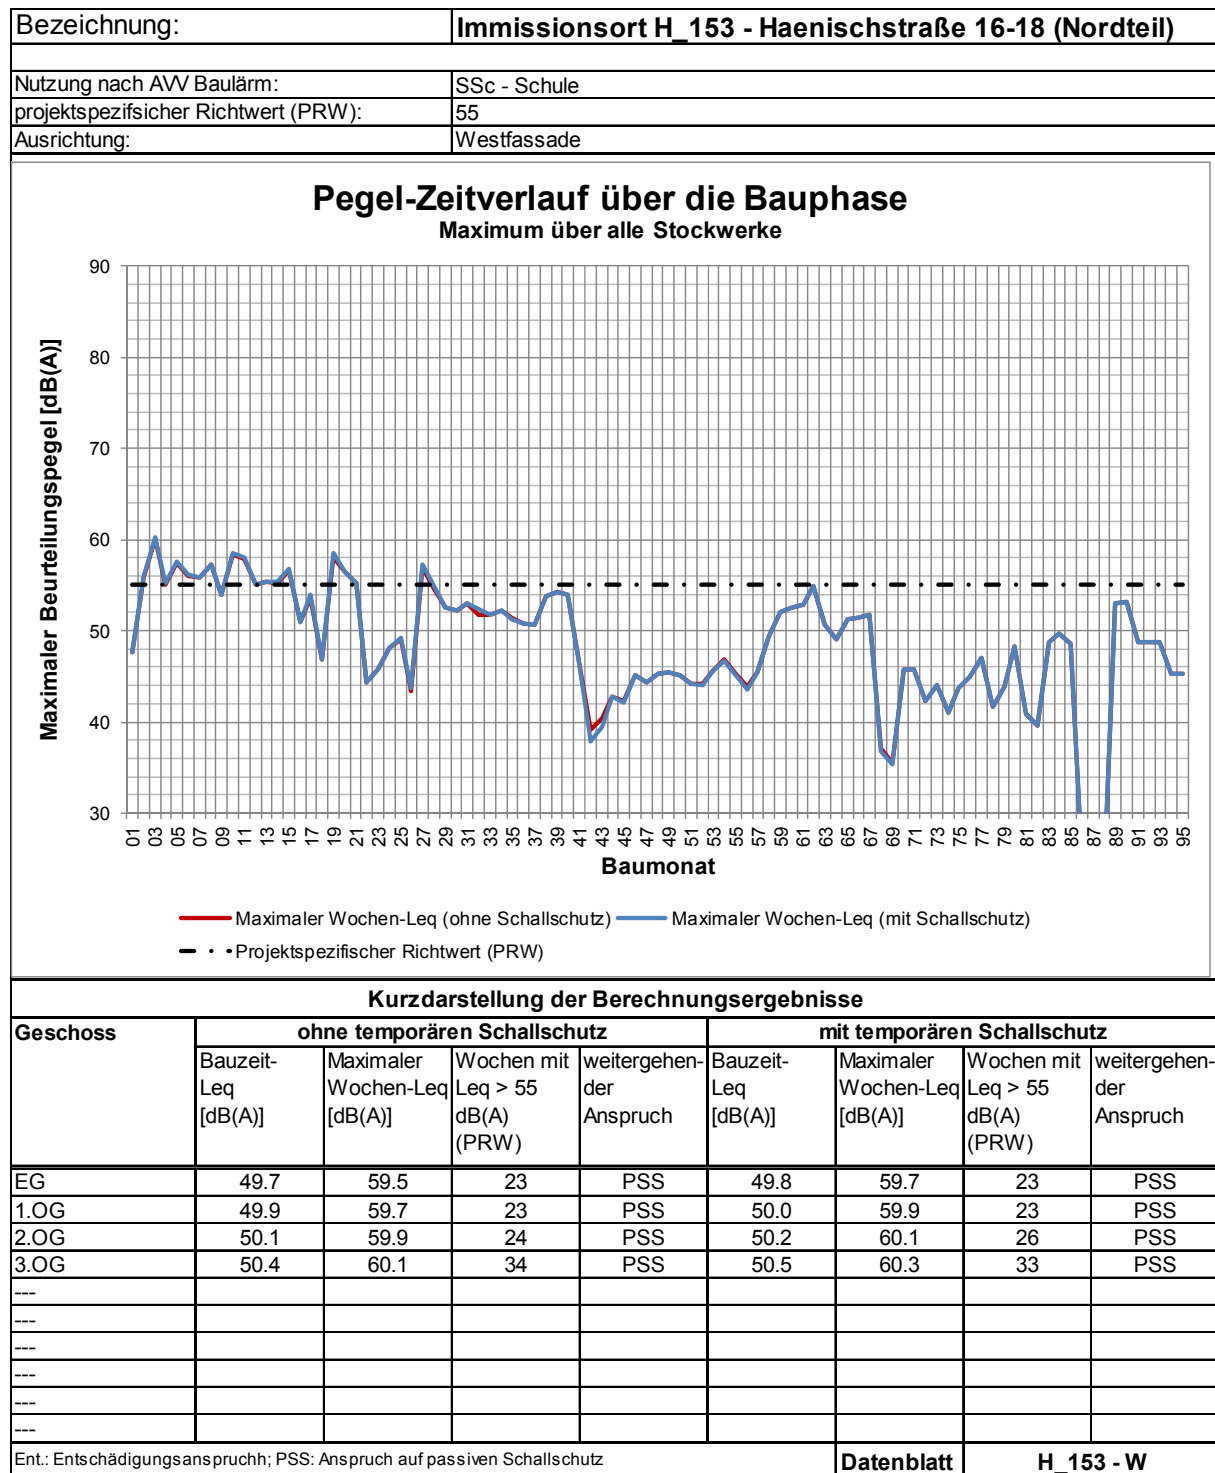 Bezeichnung: Immissionsort H_153 - Haenischstraße 16-18 (Nordteil)
Nutzung nach AVV Baulärm: SSc - Schule
projektspezifsicher Richtwert (PRW): 55
Ausrichtung: Westfassade
Pegel-Zeitverlauf über die Bauphase
Maximum über alle Stockwerke
Maximaler Beurteilungspegel [dB(A)]
90
80
70
60
50
40
30
01 03 05 07 09 11 13 15 17 19 21 23 25 27 29 31 33 35 37 39 41 43 45 47 49 51 53 55 57 59 61 63 65 67 69 71 73 75 77 79 81 83 85 87 89 91 93 95
Baumonat
Maximaler Wochen-Leq (ohne Schallschutz) Maximaler Wochen-Leq (mit Schallschutz)
Projektspezifischer Richtwert (PRW)
Kurzdarstellung der Berechnungsergebnisse
Geschoss ohne temporären Schallschutz mit temporären Schallschutz
Bauzeit- Maximaler Wochen mit weitergehen- Bauzeit- Maximaler Wochen mit weitergehen-
Leq Wochen-Leq Leq > 55 der Leq Wochen-Leq Leq > 55 der
[dB(A)] [dB(A)] dB(A) Anspruch [dB(A)] [dB(A)] dB(A) Anspruch
(PRW) (PRW)
EG 49.7 59.5 23 PSS 49.8 59.7 23 PSS
1.OG 49.9 59.7 23 PSS 50.0 59.9 23 PSS
2.OG 50.1 59.9 24 PSS 50.2 60.1 26 PSS
3.OG 50.4 60.1 34 PSS 50.5 60.3 33 PSS
---
---
---
---
---
---
Ent.: Entschädigungsanspruchh; PSS: Anspruch auf passiven Schallschutz Datenblatt H_153 - W